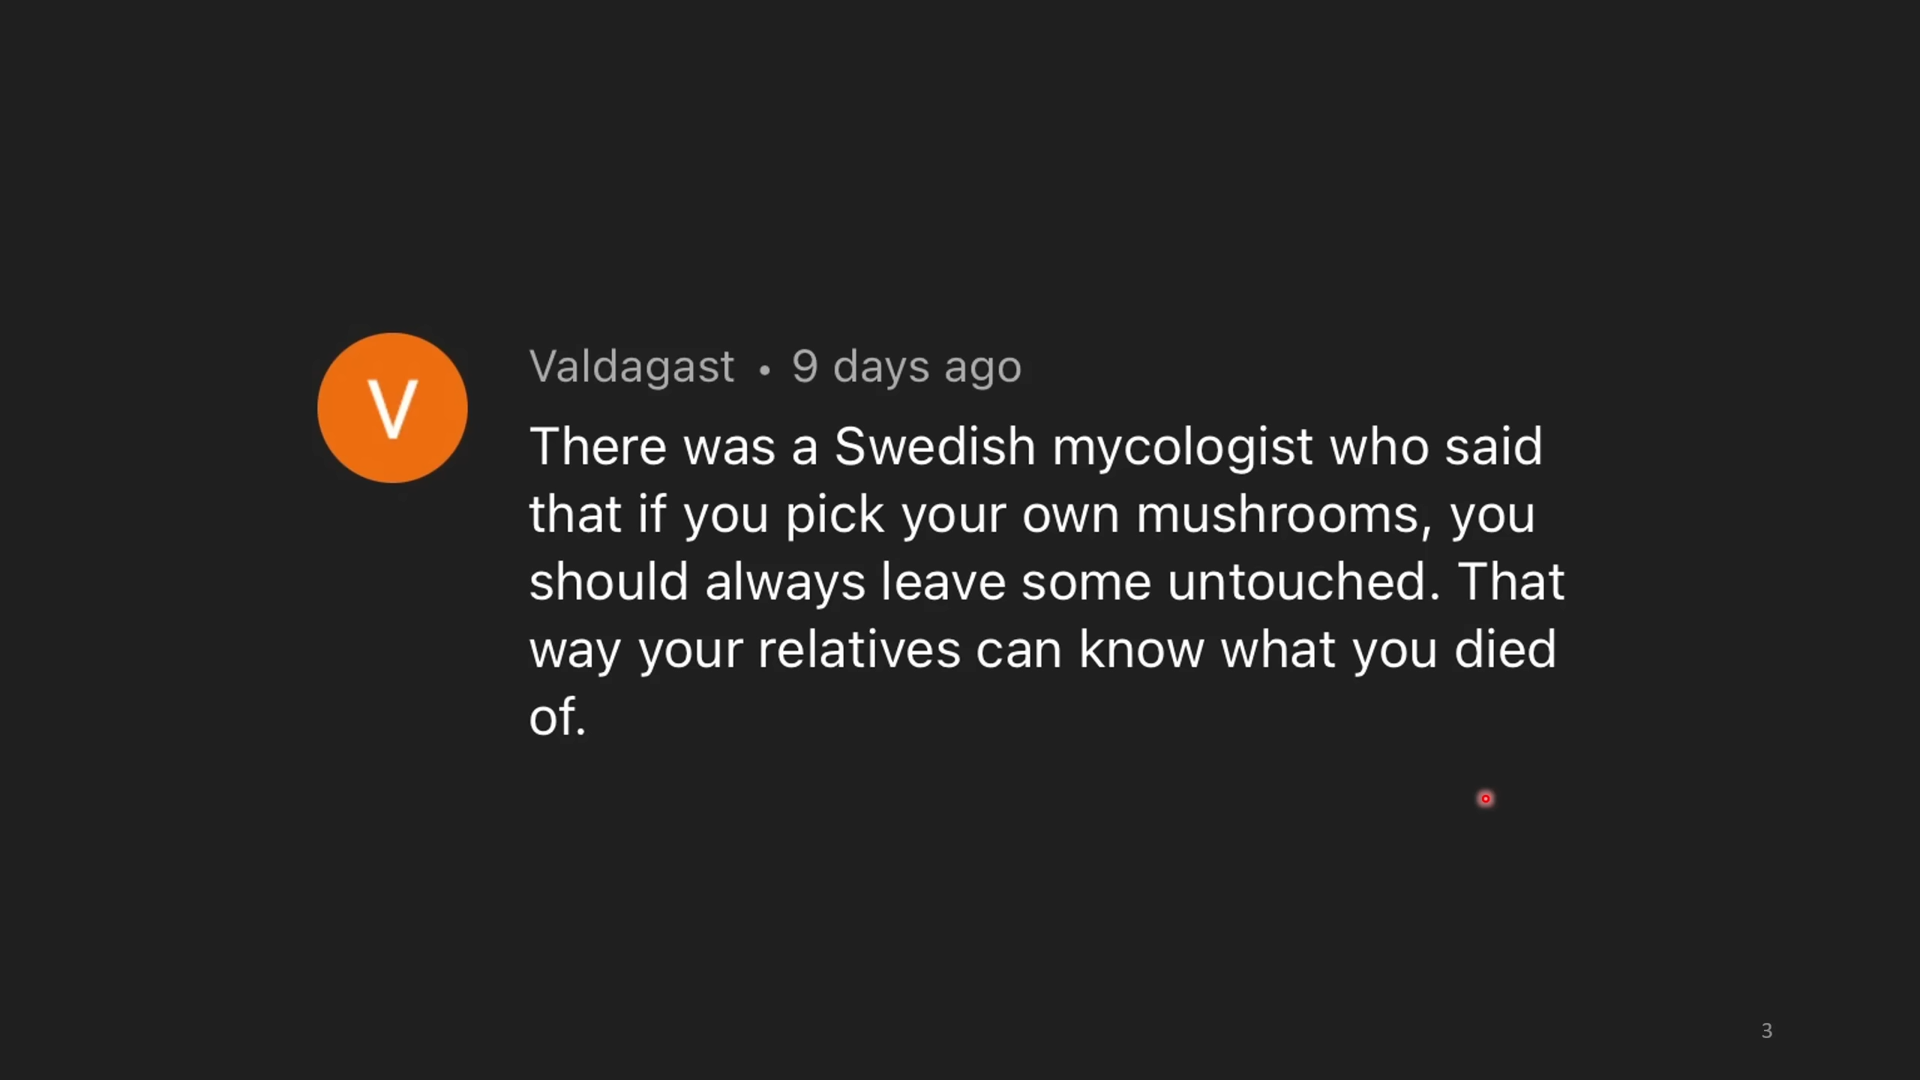 V
Valdagast • 9 days ago
There was a Swedish mycologist who said
that if you pick your own mushrooms, you
should always leave some untouched. That
way your relatives can know what you died
of.
3